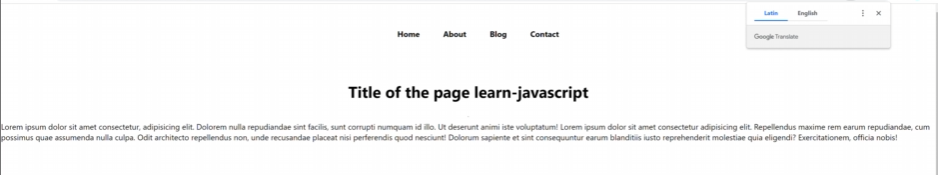 Latin English
Google Translate
Home About Blog Contact
Title of the page learn-javascript
Lorem ipsum dolor sit amet consectetur, adipisicing elit. Dolorem nulla repudiandae sint facilis, sunt corrupti numquam id illo. Ut deserunt animi iste voluptatum! Lorem ipsum dolor sit amet consectetur adipisicing elit. Repellendus maxime rem earum repudiandae, cum
possimus quae assumenda nulla culpa. Odit architecto repellendus non, unde recusandae placeat nisi perferendis quod nesciunt! Dolorum sapiente et sint consequuntur earum blanditiis iusto reprehenderit molestiae quia eligendi? Exercitationem, officia nobis!